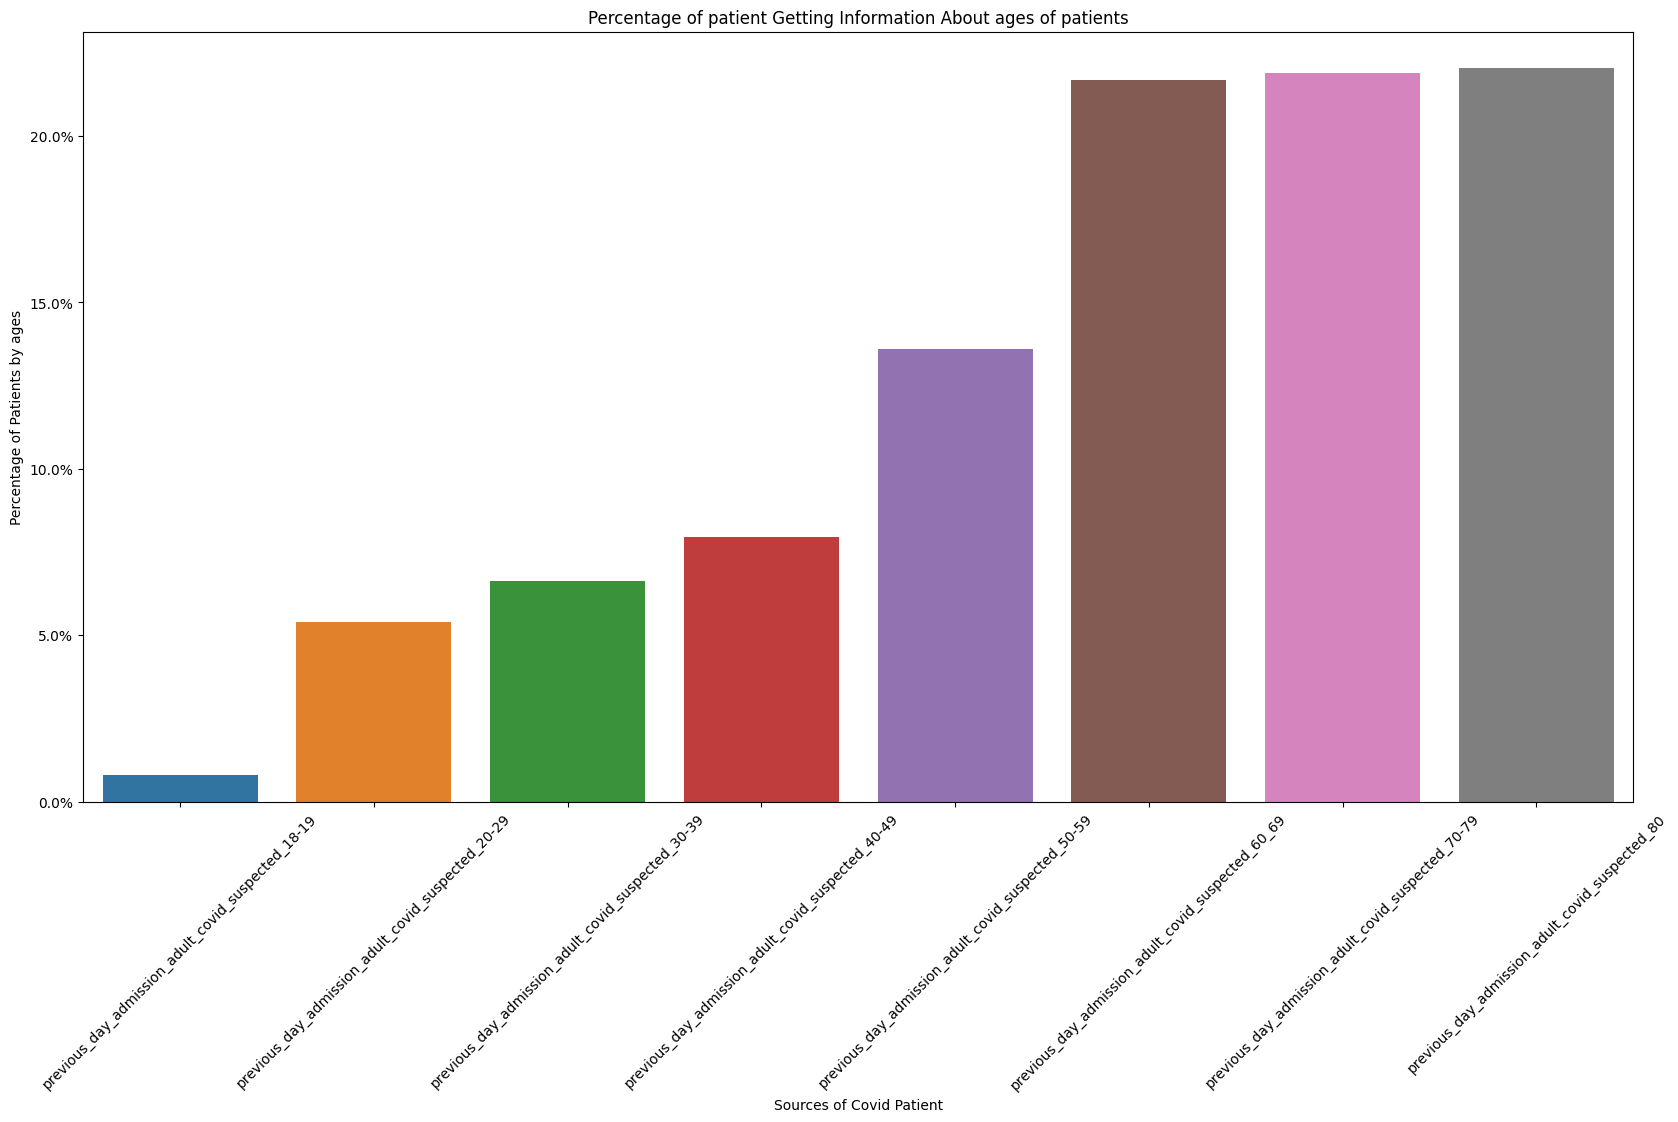 Percentage of patient Getting Information About ages of patients
Percentage of Patients by ages
20.0%
15.0%
10.0%
5.0%
0.0%
previous_day_admission_adult_covid_suspected_18-19
previous_day_admission_adult_covid_suspected_20-29
previous_day_admission_adult_covid_suspected_30-39
previous_day_admission_adult_covid_suspected_40-49
previous_day_admission_adult_covid_suspected_50-59
previous_day_admission_adult_covid_suspected_60_69
previous_day_admission_adult_covid_suspected_70-79
previous_day_admission_adult_covid_suspected_80
Sources of Covid Patient